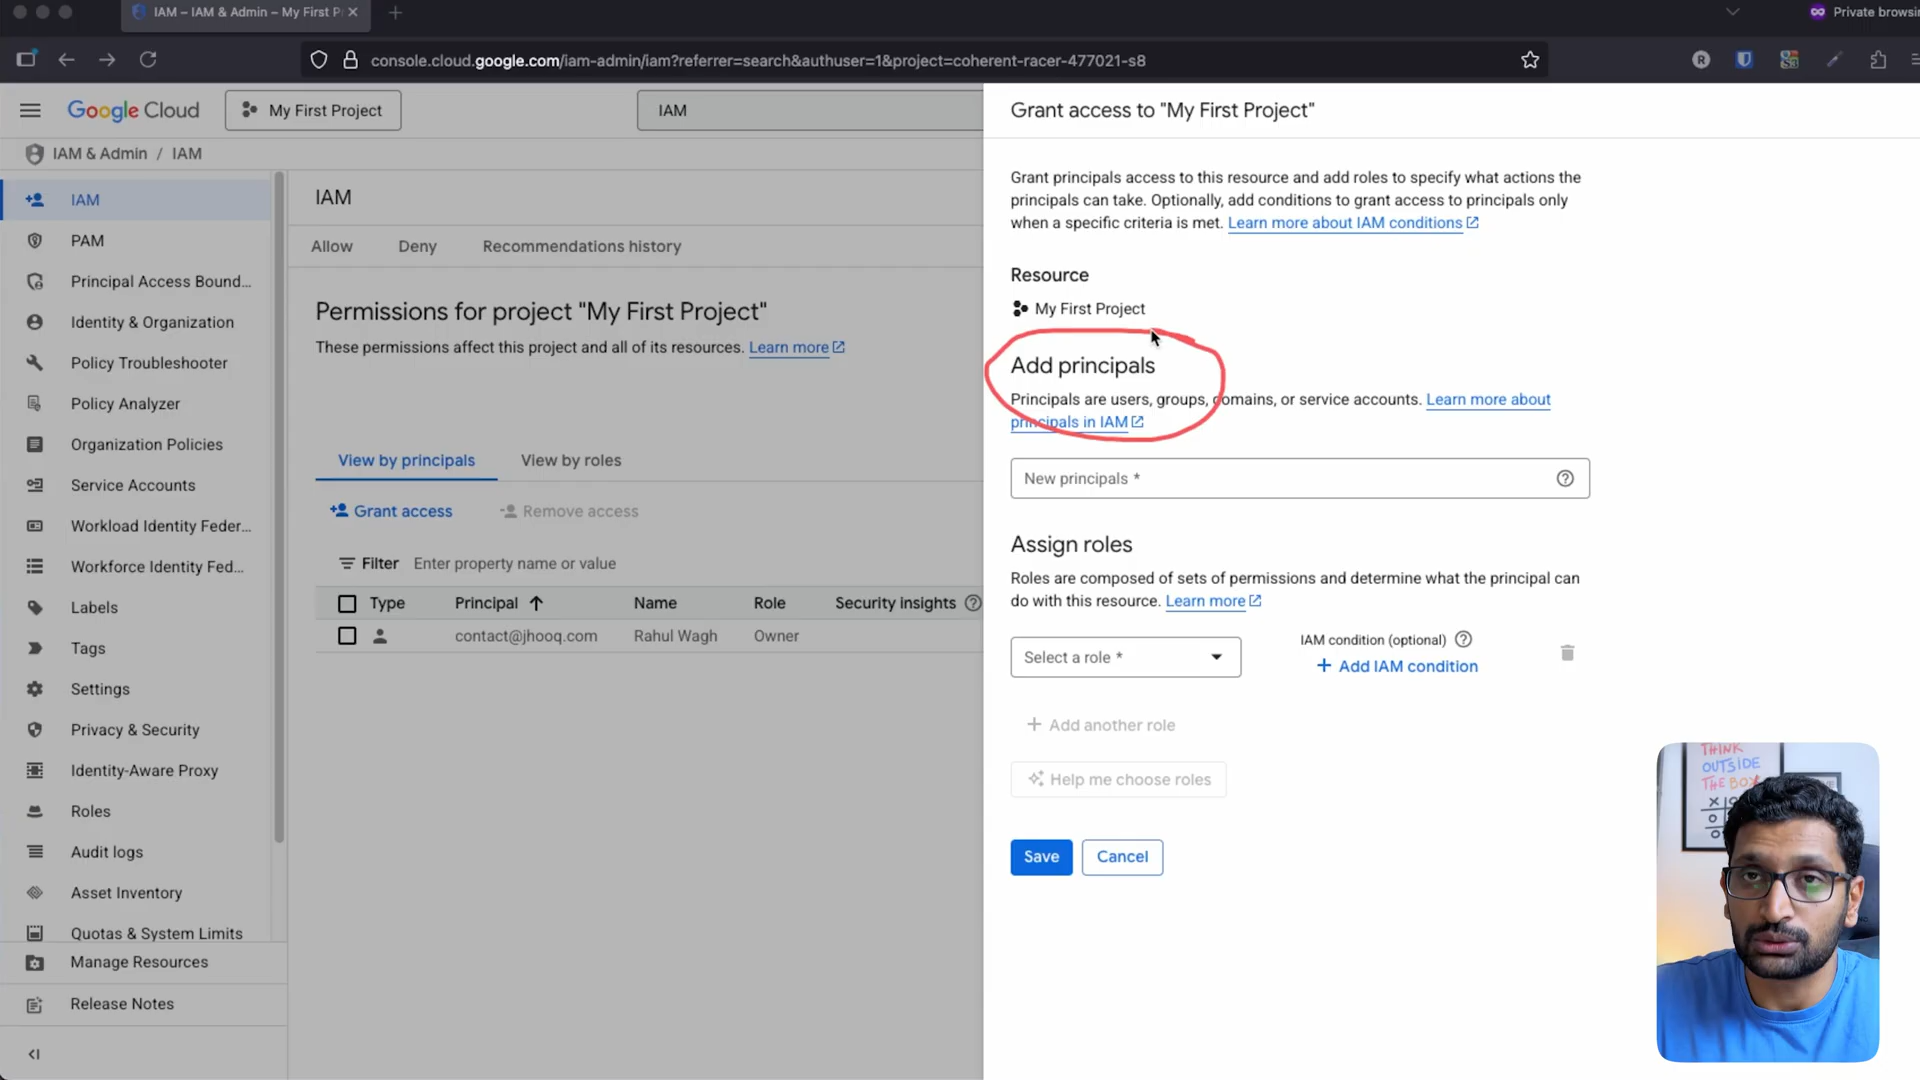 IAM – IAM & Admin – My First P
Private browsi
console.cloud.google.com/iam-admin/iam?referrer=search&authuser=1&project=coherent-racer-477021-s8
R
Google Cloud
My First Project
IAM
IAM & Admin / IAM
IAM
PAM
Principal Access Bound...
Identity & Organization
Policy Troubleshooter
Policy Analyzer
Organization Policies
Service Accounts
Workload Identity Feder...
Workforce Identity Fed...
Labels
Tags
Settings
Privacy & Security
Identity-Aware Proxy
Roles
Audit logs
Asset Inventory
Quotas & System Limits
Manage Resources
Release Notes
IAM
Allow Deny Recommendations history
Permissions for project "My First Project"
These permissions affect this project and all of its resources. Learn more
View by principals View by roles
Grant access Remove access
Filter Enter property name or value
Type Principal Name Role Security insights
contact@jhooq.com Rahul Wagh Owner
Grant access to "My First Project"
Grant principals access to this resource and add roles to specify what actions the
principals can take. Optionally, add conditions to grant access to principals only
when a specific criteria is met. Learn more about IAM conditions
Resource
My First Project
Add principals
Principals are users, groups, domains, or service accounts. Learn more about
principals in IAM
New principals *
Assign roles
Roles are composed of sets of permissions and determine what the principal can
do with this resource. Learn more
Select a role *
IAM condition (optional)
Add IAM condition
Add another role
Help me choose roles
Save Cancel
THINK
OUTSIDE
THE BOX